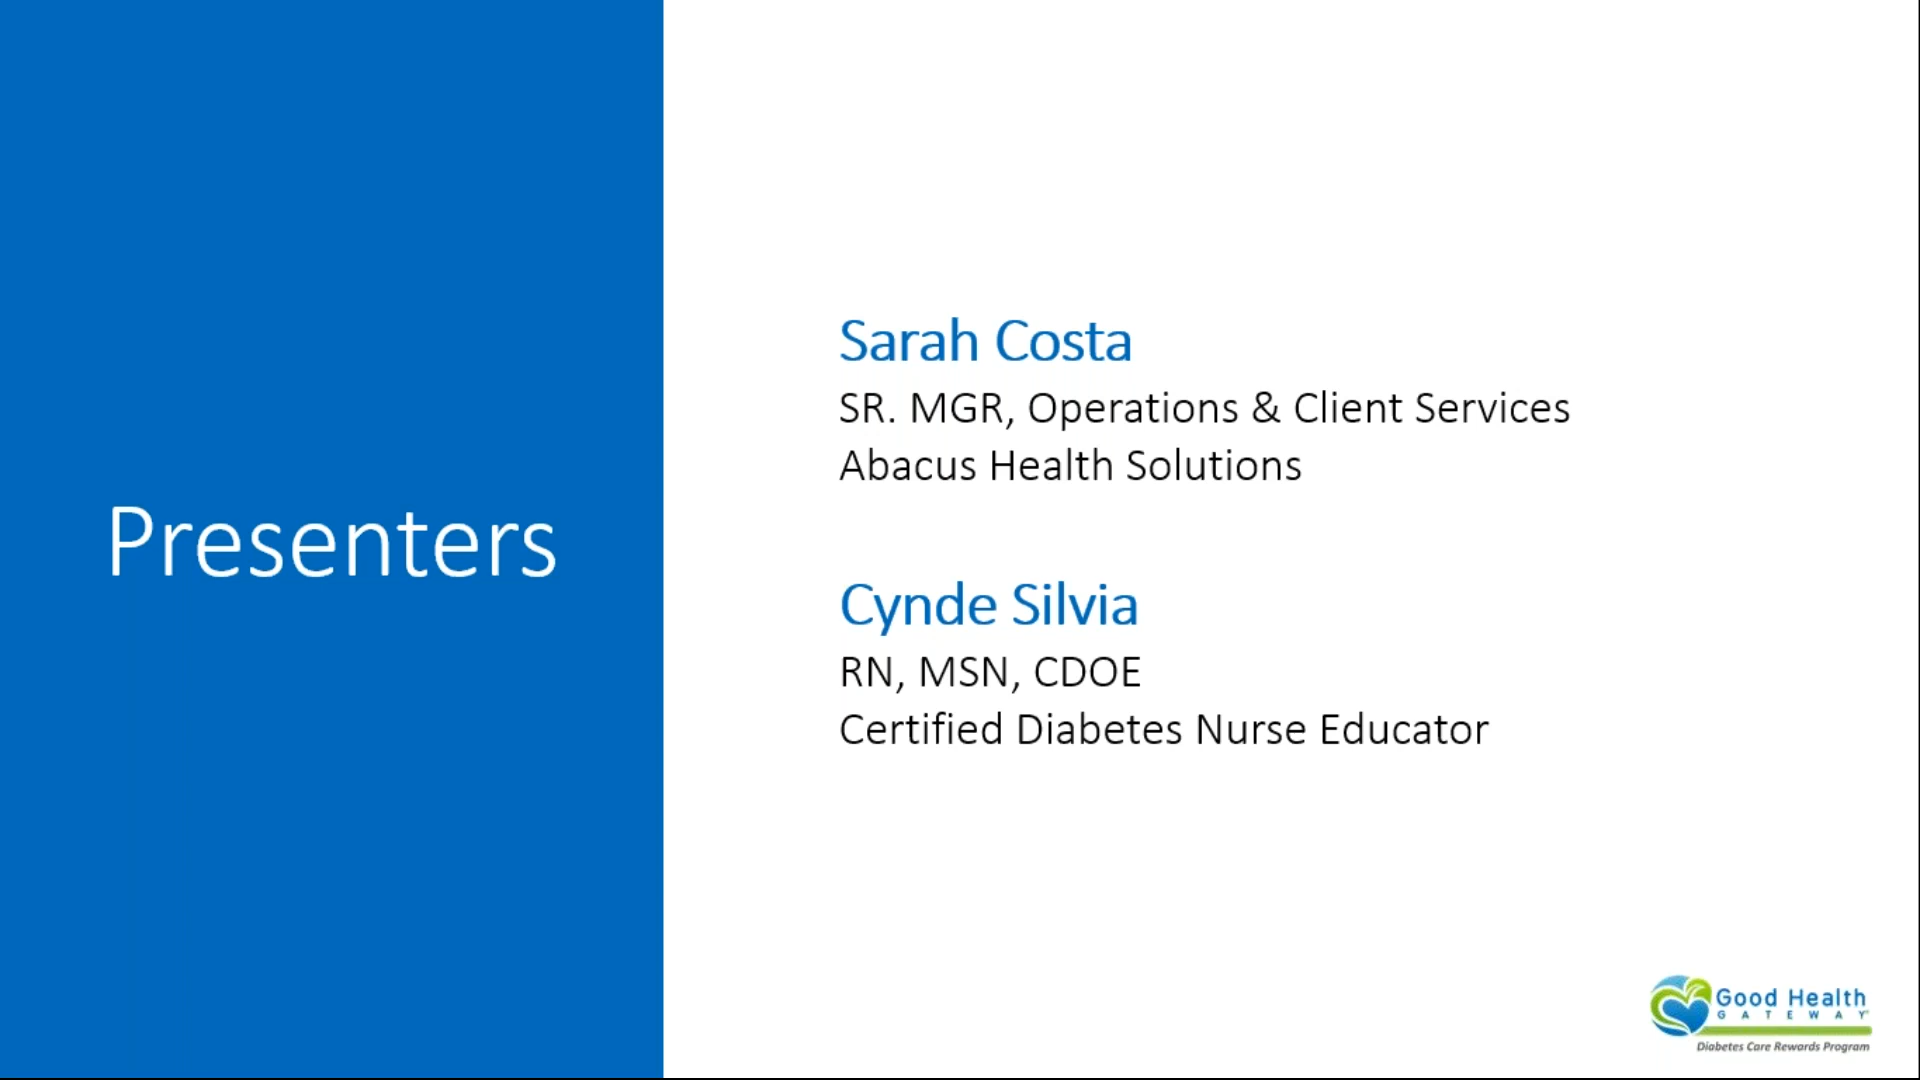 Presenters
Sarah Costa
SR. MGR, Operations & Client Services
Abacus Health Solutions
Cynde Silvia
RN, MSN, CDOE
Certified Diabetes Nurse Educator
Good Health
GATEWAY
Diabetes Care Rewards Program